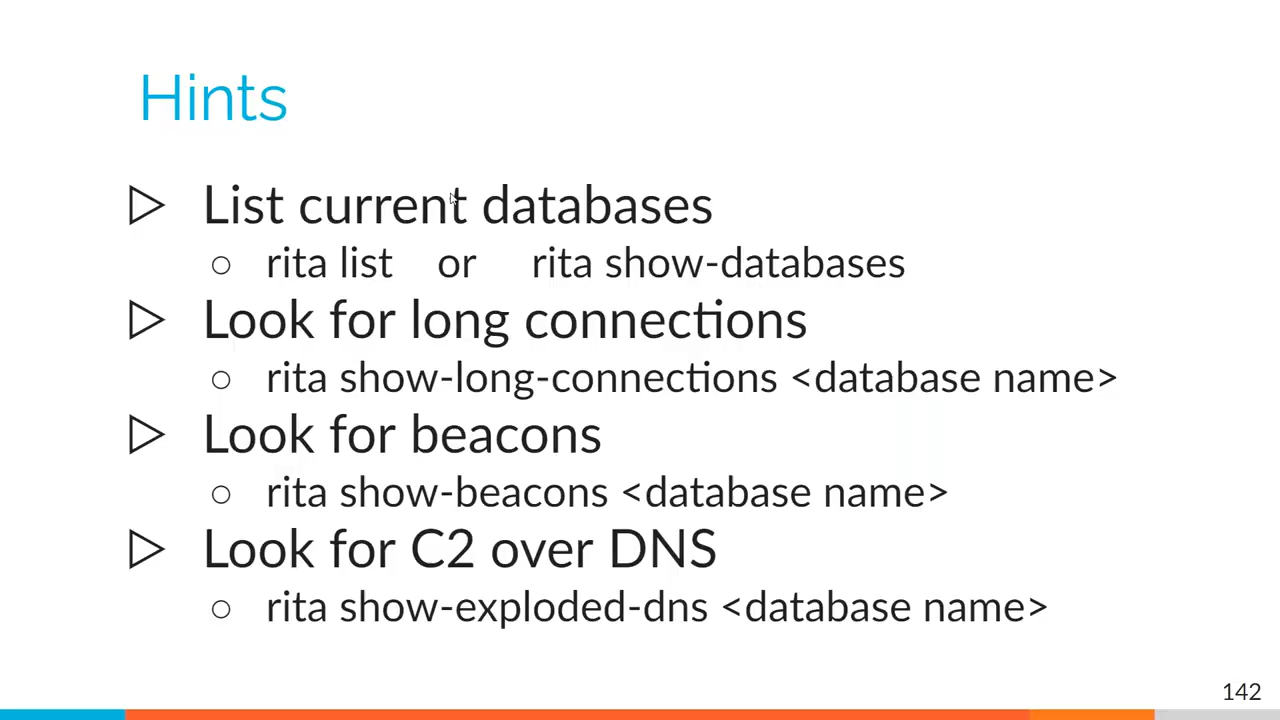 Hints
List current databases
rita list or rita show-databases
Look for long connections
rita show-long-connections <database name>
Look for beacons
rita show-beacons <database name>
Look for C2 over DNS
rita show-exploded-dns <database name>
142